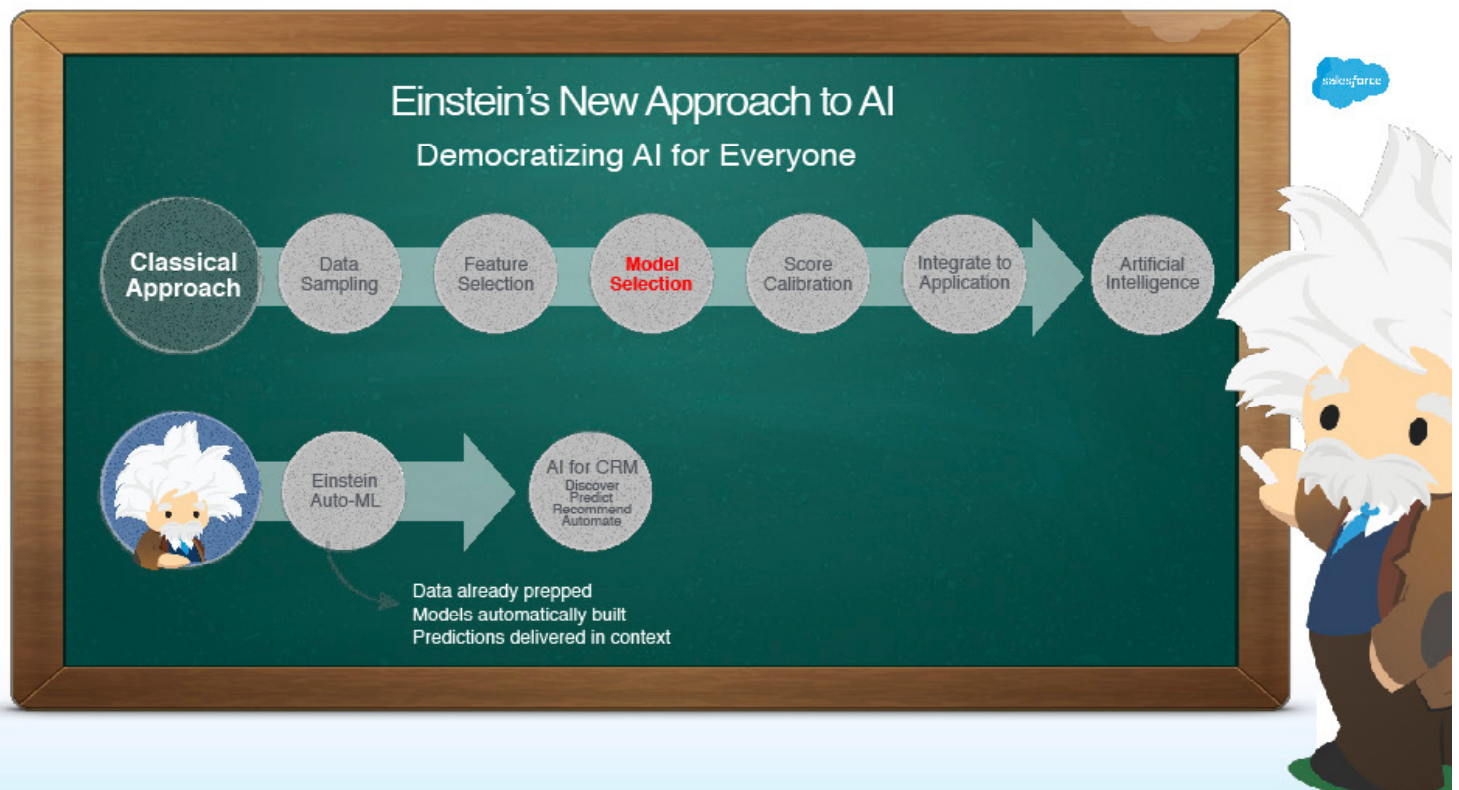 Einstein's New Approach to AI
Democratizing AI for Everyone
salesforce
Classical
Approach
Data
Sampling
Feature
Selection
Model
Selection
Score
Calibration
Integrate to
Application
Artificial
Intelligence
Einstein
Auto-ML
AI for CRM
Discover
Predict
Recommend
Automate
Data already prepped
Models automatically built
Predictions delivered in context